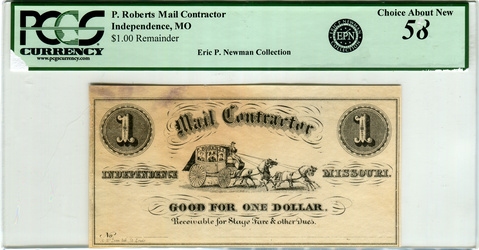 PCGS
CURRENCY
www.pcgscurrency.com
P. Roberts Mail Contractor
Independence, MO
$1.00 Remainder
Eric P. Newman Collection
EPN
Choice About New
58
1 Mail Contractor 1
INDEPENDENCE MISSOURI.
GOOD FOR ONE DOLLAR.
Receivable for Stage Fare & other dues.
No